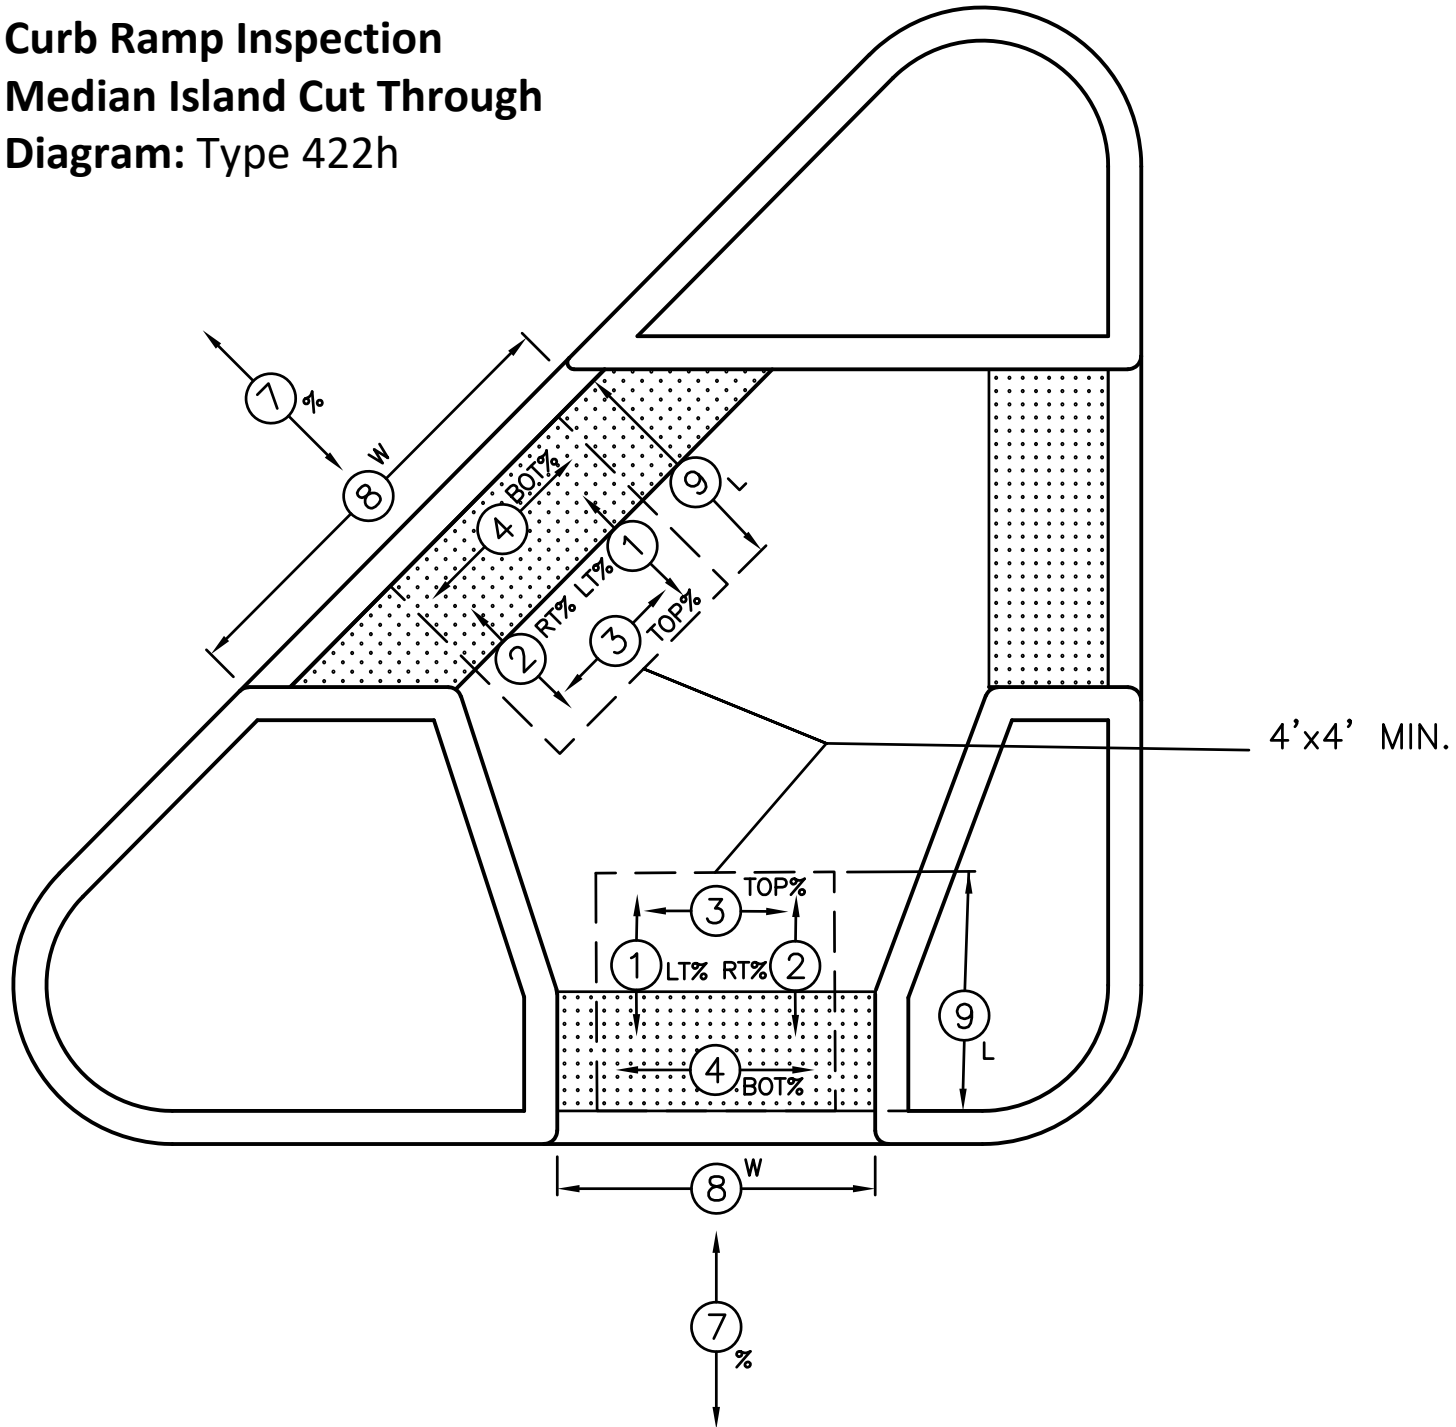 Curb Ramp Inspection
Median Island Cut Through
Diagram: Type 422h
7 %
8 W
4 BOT%
9 L
1 LT%
2 RT%
3 TOP%
4'x4' MIN.
3 TOP%
1 LT% RT% 2
9 L
4 BOT%
8 W
7 %